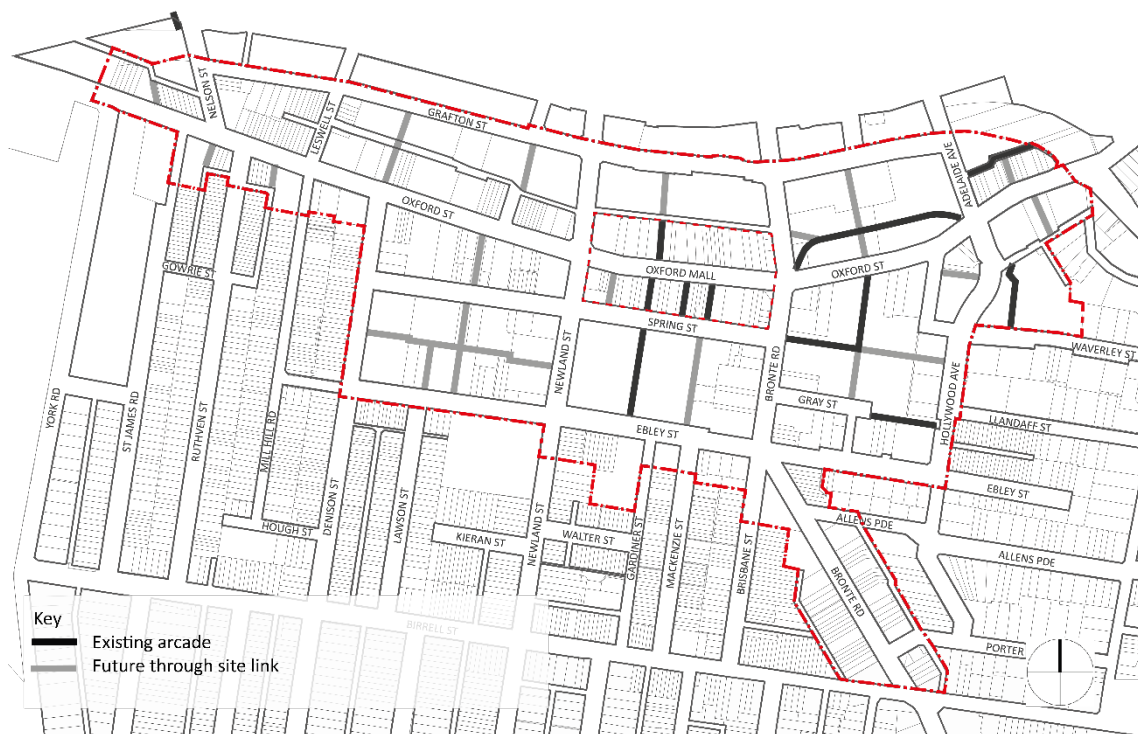 NELSON ST
LESWELL ST
GRAFTON ST
ADELAIDE AVE
OXFORD ST
OXFORD MALL
OXFORD ST
GOWRIE ST
SPRING ST
WAVERLEY ST
NEWLAND ST
BRONTE RD
HOLLYWOOD AVE
GRAY ST
LLANDAFF ST
YORK RD
ST JAMES RD
RUTHVEN ST
MILL HILL RD
EBLEY ST
EBLEY ST
DENISON ST
LAWSON ST
ALLENS PDE
HOUGH ST
KIERAN ST
NEWLAND ST
WALTER ST
GARDINER ST
MACKENZIE ST
BRISBANE ST
ALLENS PDE
BRONTE RD
BIRRELL ST
PORTER
Key
Existing arcade
Future through site link